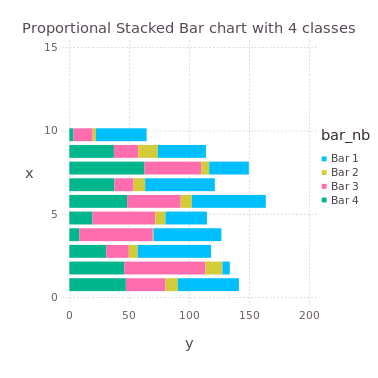 Proportional Stacked Bar chart with 4 classes
15
10
5
0
x
0 50 100 150 200
y
bar_nb
Bar 1
Bar 2
Bar 3
Bar 4